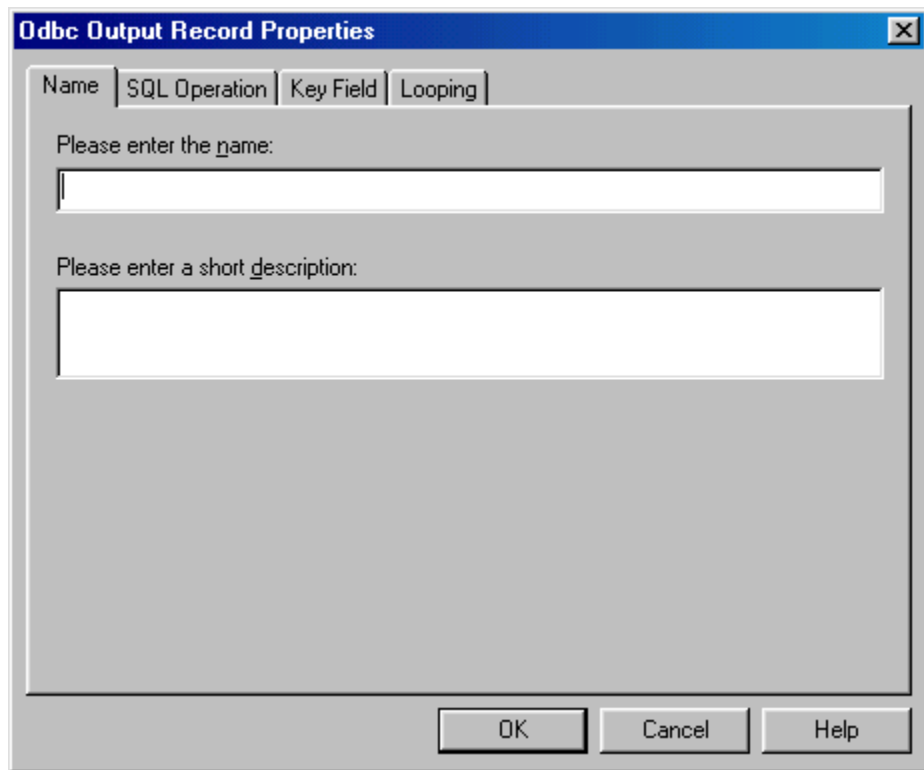 Odbc Output Record Properties
Name SQL Operation Key Field Looping
Please enter the name:
Please enter a short description:
OK Cancel Help